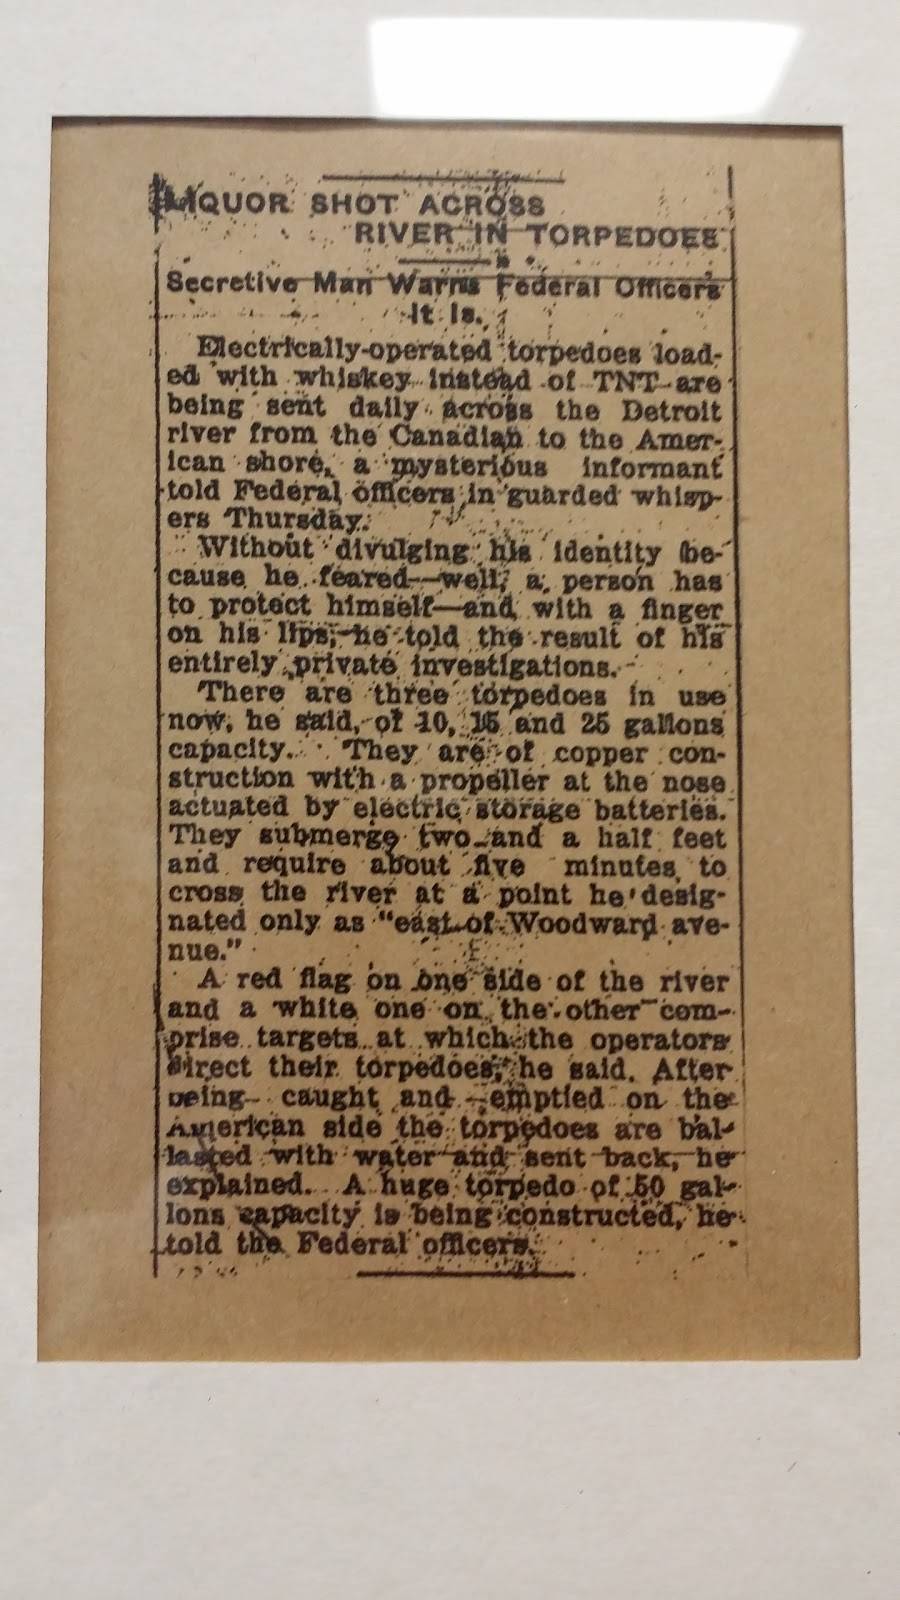 LIQUOR SHOT ACROSS
RIVER IN TORPEDOES
Secretive Man Warns Federal Officers
It Is.
Electrically-operated torpedoes load-
ed with whiskey instead of TNT are
being sent daily across the Detroit
river from the Canadian to the Amer-
ican shore, a mysterious informant
told Federal officers in guarded whisp-
ers Thursday.
Without divulging his identity (be-
cause he feared—well, a person has
to protect himself—and with a finger
on his lips, he told the result of his
entirely private investigations.
There are three torpedoes in use
now, he said, of 10, 15 and 25 gallons
capacity. They are of copper con-
struction with a propeller at the nose
actuated by electric storage batteries.
They submerge two and a half feet
and require about five minutes to
cross the river at a point he desig-
nated only as "east of Woodward ave-
nue."
A red flag on one side of the river
and a white one on the other com-
prise targets at which the operators
direct their torpedoes, he said. After
being caught and emptied on the
American side the torpedoes are bal-
lasted with water and sent back, he
explained. A huge torpedo of 50 gal-
lons capacity is being constructed, he
told the Federal officers.